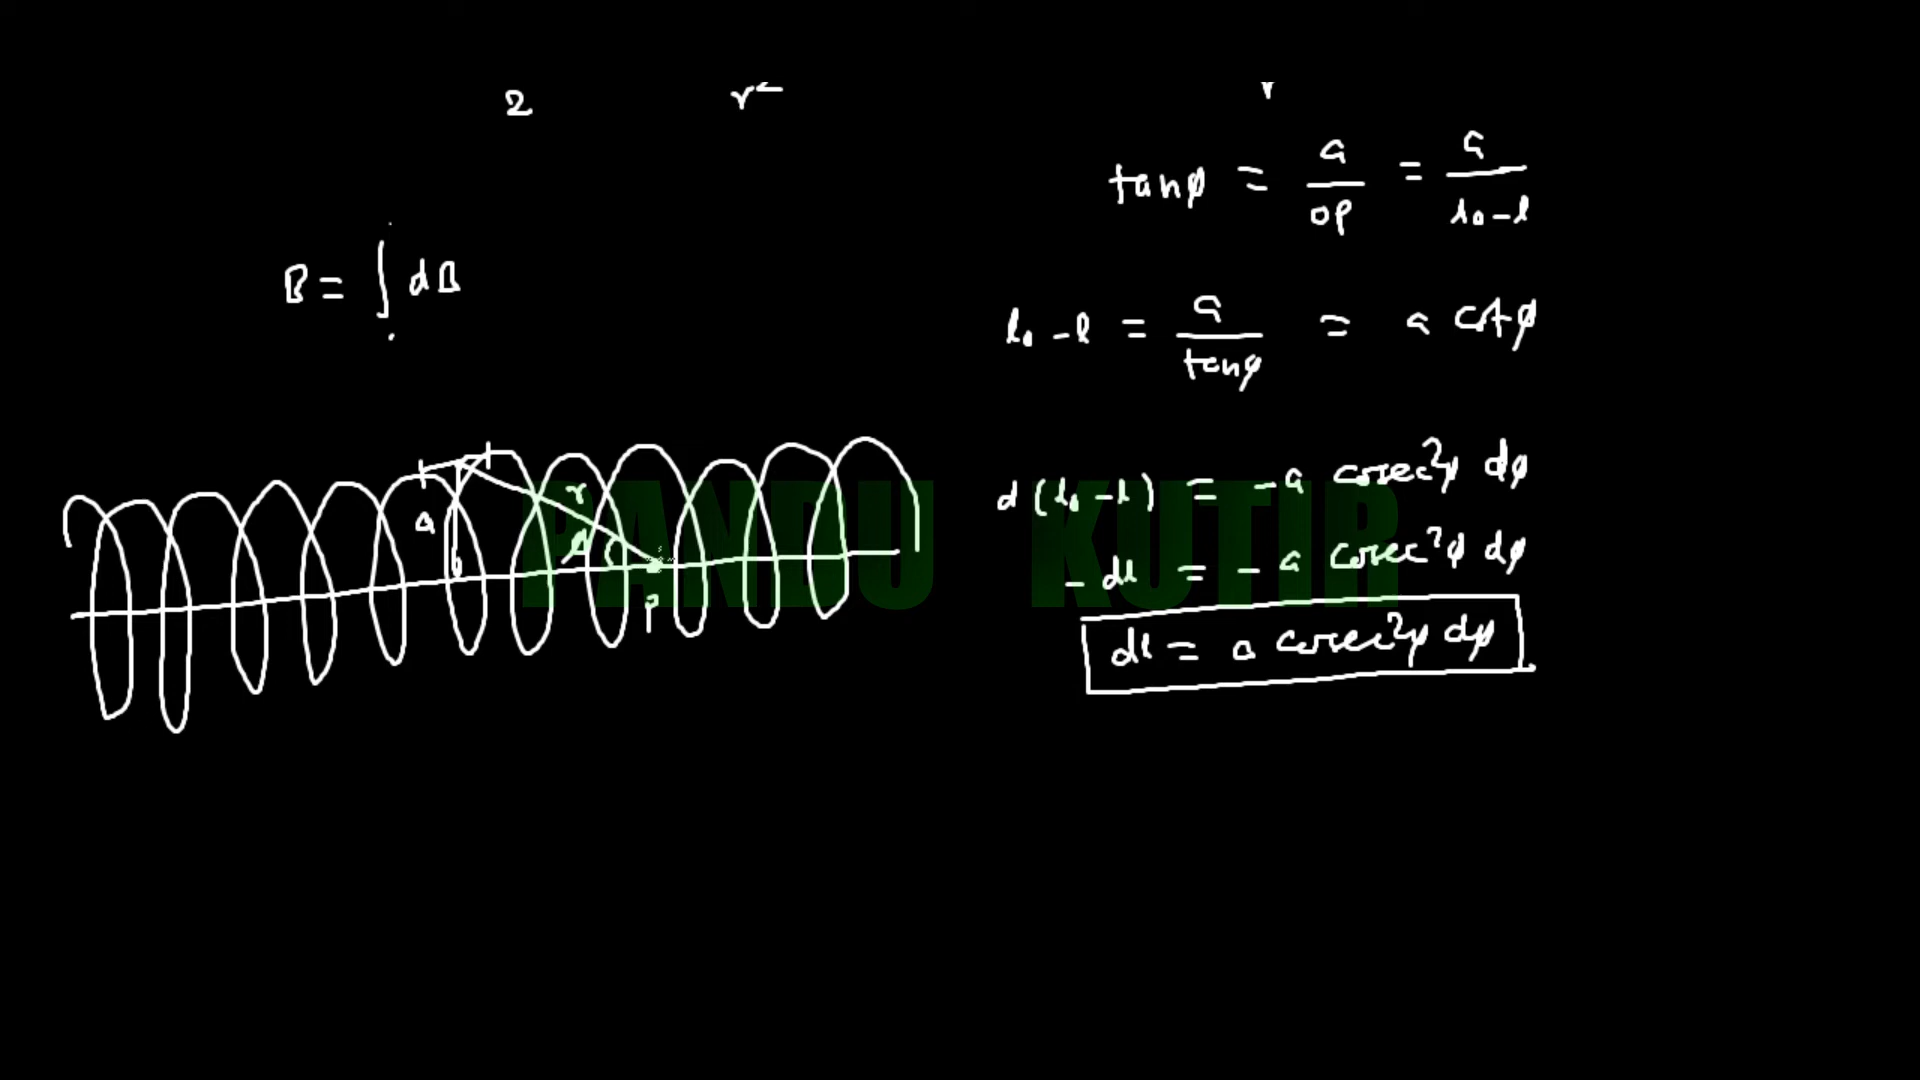 2 r²
tanφ = a/OP = a/l₀-l
B = ∫ dB
l₀ - l = a/tanφ = a cotφ
d(l₀ - l) = -a cosec²φ dφ
- dl = - a cosec²φ dφ
dl = a cosec²φ dφ
a r φ
P
PANDU KUTIR